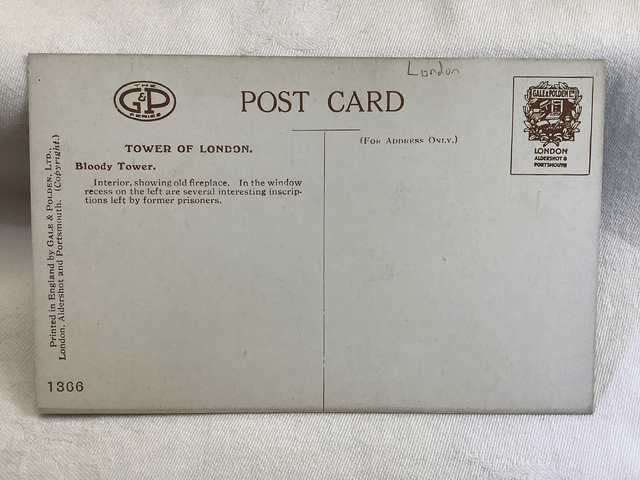 London
THE
G&P
SERIES
POST CARD
GALE & POLDEN LTD
LONDON
ALDERSHOT &
PORTSMOUTH
(FOR ADDRESS ONLY.)
TOWER OF LONDON.
Bloody Tower.
Interior, showing old fireplace. In the window
recess on the left are several interesting inscrip-
tions left by former prisoners.
Printed in England by GALE & POLDEN, LTD.,
London, Aldershot and Portsmouth. (Copyright.)
1366